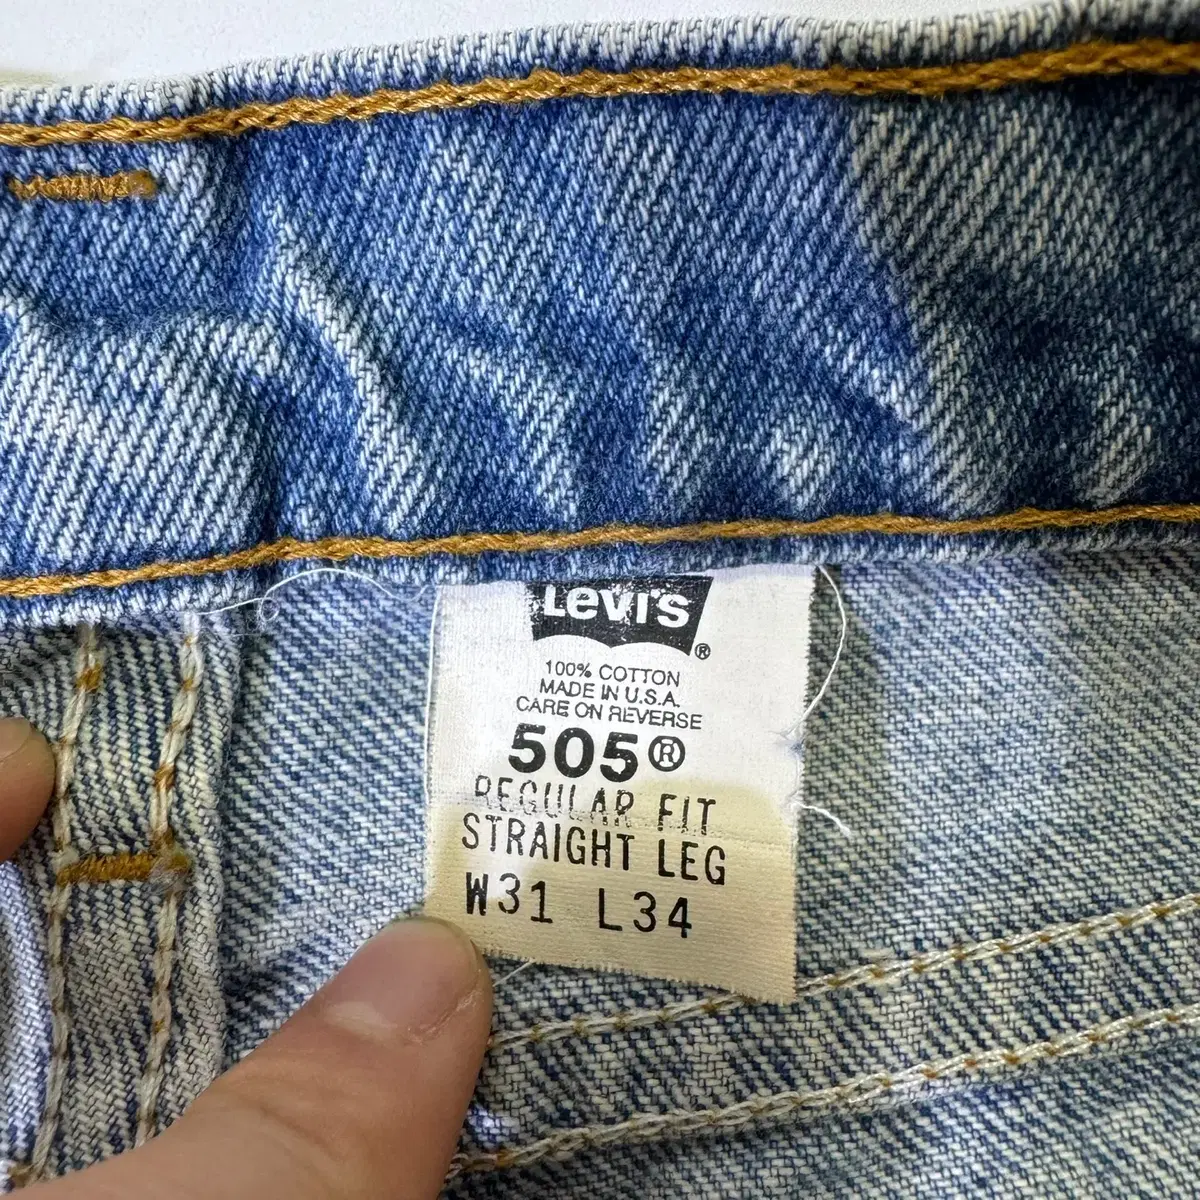 Levi's
®
100% COTTON
MADE IN U.S.A.
CARE ON REVERSE
505®
REGULAR FIT
STRAIGHT LEG
W31 L34